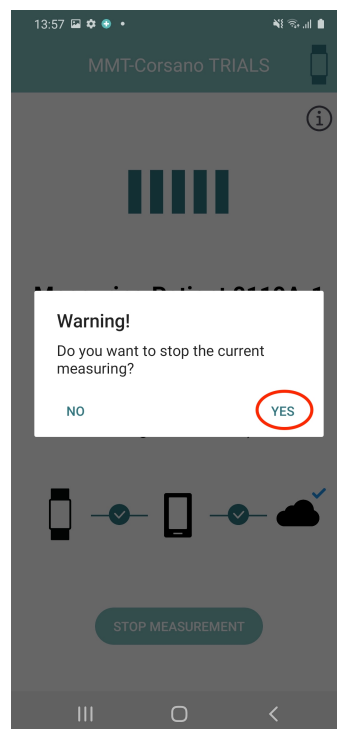 13:57
MMT-Corsano TRIALS
Warning!
Do you want to stop the current
measuring?
NO
YES
STOP MEASUREMENT